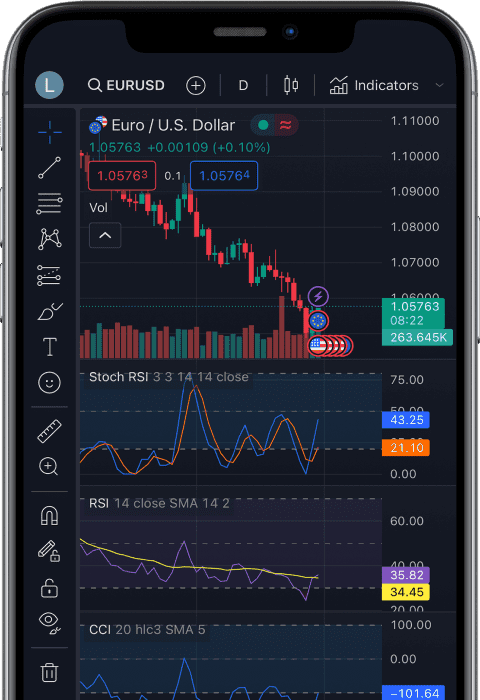 L
EURUSD
D
Indicators
Euro / U.S. Dollar
1.05763 +0.00109 (+0.10%)
1.05763
0.1
1.05764
Vol
1.11000
1.10000
1.09000
1.08000
1.07000
1.06000
1.05763
08:22
263.645K
Stoch RSI 3 3 14 14 close
75.00
50.00
43.25
21.10
0.00
RSI 14 close SMA 14 2
60.00
40.00
35.82
34.45
20.00
CCI 20 hlc3 SMA 5
100.00
0.00
−101.64
T